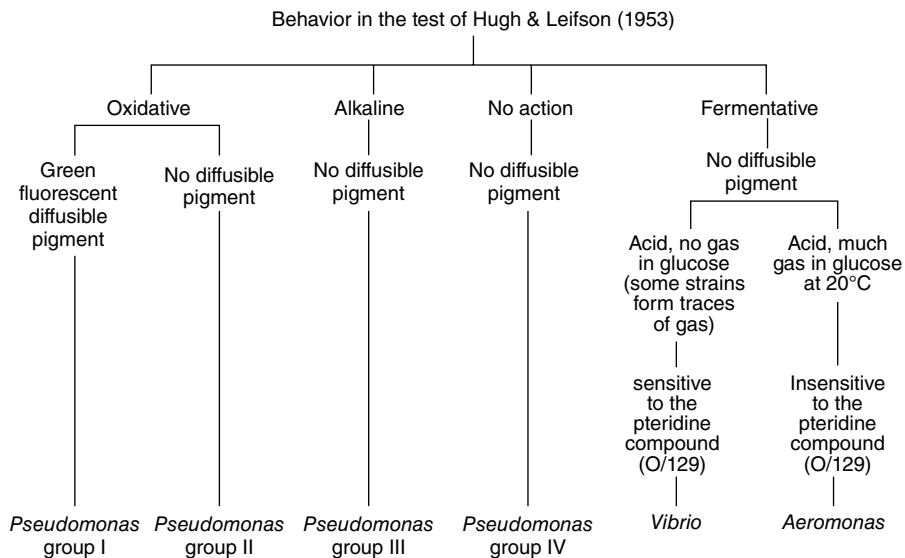 Behavior in the test of Hugh & Leifson (1953)
Oxidative
Alkaline
No action
Fermentative
Green
fluorescent
diffusible
pigment
No diffusible
pigment
No diffusible
pigment
No diffusible
pigment
No diffusible
pigment
Acid, no gas
in glucose
(some strains
form traces
of gas)
Acid, much
gas in glucose
at 20°C
sensitive
to the
pteridine
compound
(O/129)
Insensitive
to the
pteridine
compound
(O/129)
Pseudomonas
group I
Pseudomonas
group II
Pseudomonas
group III
Pseudomonas
group IV
Vibrio
Aeromonas